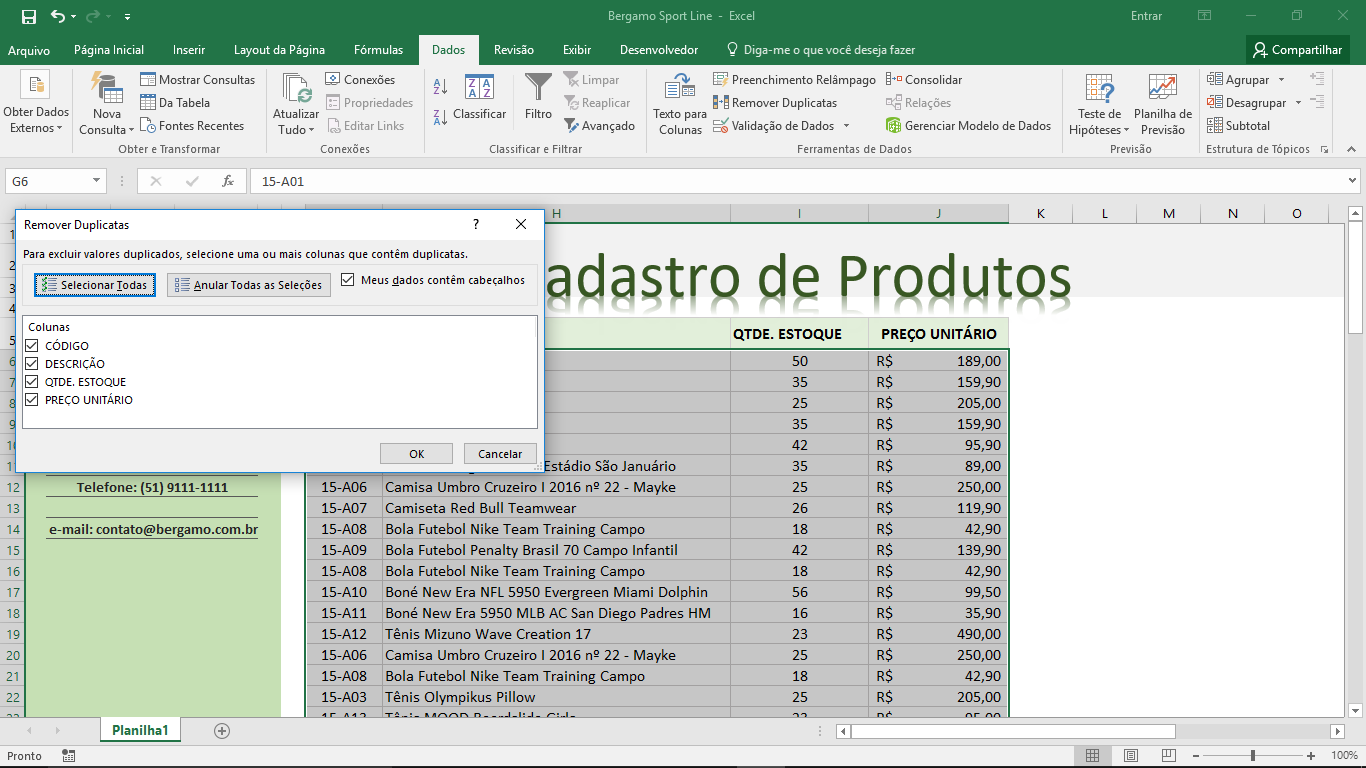 Bergamo Sport Line - Excel
Entrar
Arquivo
Página Inicial
Inserir
Layout da Página
Fórmulas
Dados
Revisão
Exibir
Desenvolvedor
Diga-me o que você deseja fazer
Compartilhar
Obter Dados
Externos
Nova
Consulta
Mostrar Consultas
Da Tabela
Fontes Recentes
Obter e Transformar
Atualizar
Tudo
Conexões
Propriedades
Editar Links
Conexões
Classificar
Filtro
Limpar
Reaplicar
Avançado
Classificar e Filtrar
Texto para
Colunas
Preenchimento Relâmpago
Remover Duplicatas
Validação de Dados
Consolidar
Relações
Gerenciar Modelo de Dados
Ferramentas de Dados
Teste de
Hipóteses
Planilha de
Previsão
Previsão
Agrupar
Desagrupar
Subtotal
Estrutura de Tópicos
G6
fx
15-A01
H I J K L M N O
Remover Duplicatas
?
Para excluir valores duplicados, selecione uma ou mais colunas que contêm duplicatas.
Selecionar Todas
Anular Todas as Seleções
Meus dados contêm cabeçalhos
Colunas
CÓDIGO
DESCRIÇÃO
QTDE. ESTOQUE
PREÇO UNITÁRIO
OK
Cancelar
adastro de Produtos
QTDE. ESTOQUE PREÇO UNITÁRIO
50 R$ 189,00
35 R$ 159,90
25 R$ 205,00
35 R$ 159,90
42 R$ 95,90
Estádio São Januário 35 R$ 89,00
12 Telefone: (51) 9111-1111 15-A06 Camisa Umbro Cruzeiro I 2016 nº 22 - Mayke 25 R$ 250,00
13 15-A07 Camiseta Red Bull Teamwear 26 R$ 119,90
14 e-mail: contato@bergamo.com.br 15-A08 Bola Futebol Nike Team Training Campo 18 R$ 42,90
15 15-A09 Bola Futebol Penalty Brasil 70 Campo Infantil 42 R$ 139,90
16 15-A08 Bola Futebol Nike Team Training Campo 18 R$ 42,90
17 15-A10 Boné New Era NFL 5950 Evergreen Miami Dolphin 56 R$ 99,50
18 15-A11 Boné New Era 5950 MLB AC San Diego Padres HM 16 R$ 35,90
19 15-A12 Tênis Mizuno Wave Creation 17 23 R$ 490,00
20 15-A06 Camisa Umbro Cruzeiro I 2016 nº 22 - Mayke 25 R$ 250,00
21 15-A08 Bola Futebol Nike Team Training Campo 18 R$ 42,90
22 15-A03 Tênis Olympikus Pillow 25 R$ 205,00
Planilha1
Pronto
100%